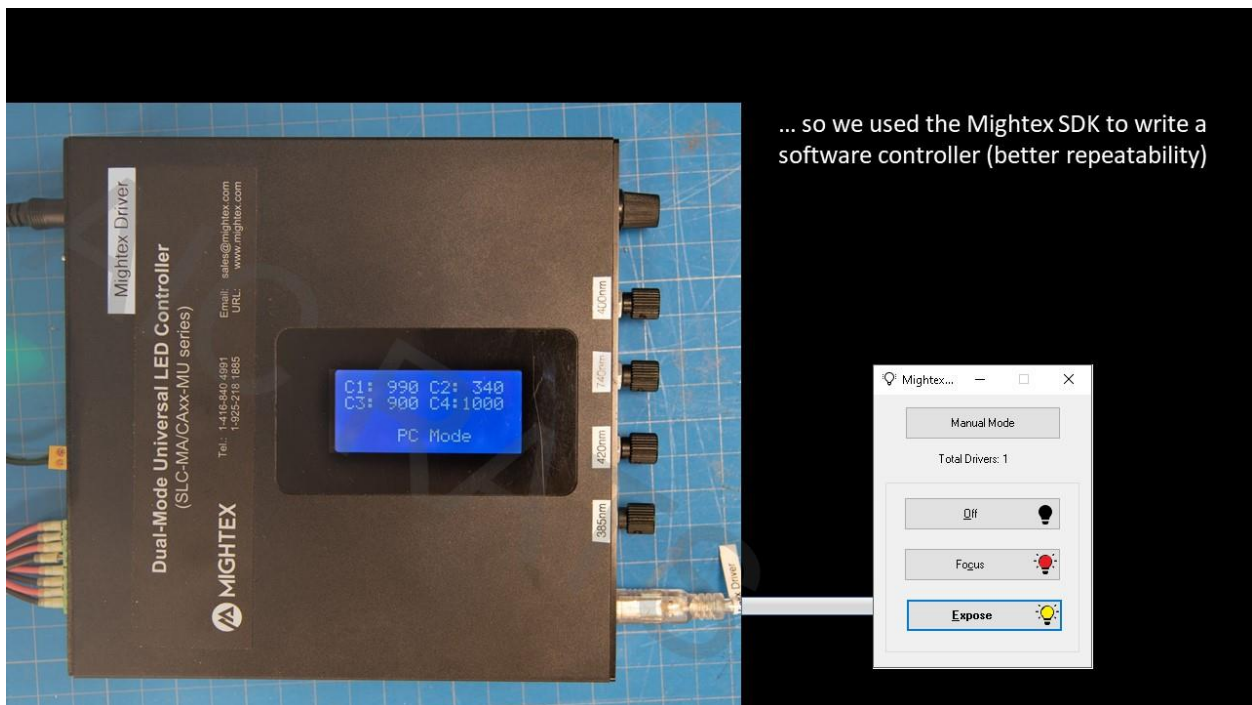 ... so we used the Mightex SDK to write a
software controller (better repeatability)
Mightex Driver
Dual-Mode Universal LED Controller
(SLC-MA/CAxx-MU series)
Tel.: 1-416-840 4991
1-925-218 1885
Email: sales@mightex.com
URL: www.mightex.com
MIGHTEX
C1: 990 C2: 340
C3: 900 C4:1000
PC Mode
400nm
740nm
420nm
385nm
Driver
Mightex...
Manual Mode
Total Drivers: 1
Off
Focus
Expose